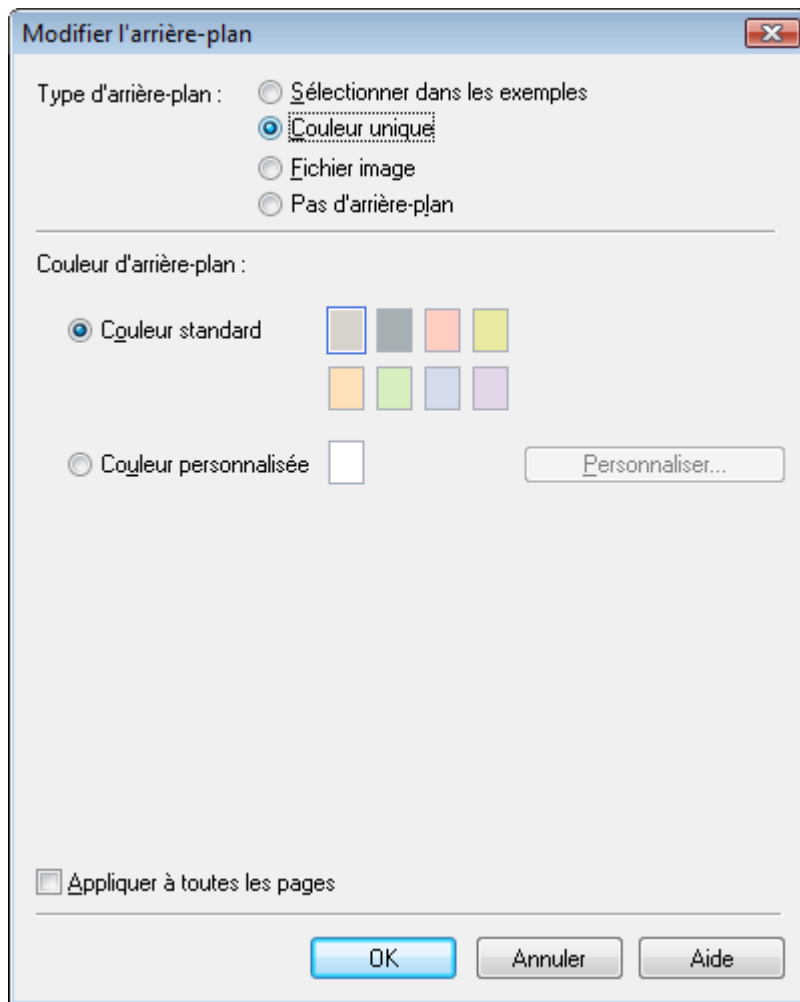 Modifier l'arrière-plan
Type d'arrière-plan :
Sélectionner dans les exemples
Couleur unique
Fichier image
Pas d'arrière-plan
Couleur d'arrière-plan :
Couleur standard
Couleur personnalisée
Personnaliser...
Appliquer à toutes les pages
OK
Annuler
Aide